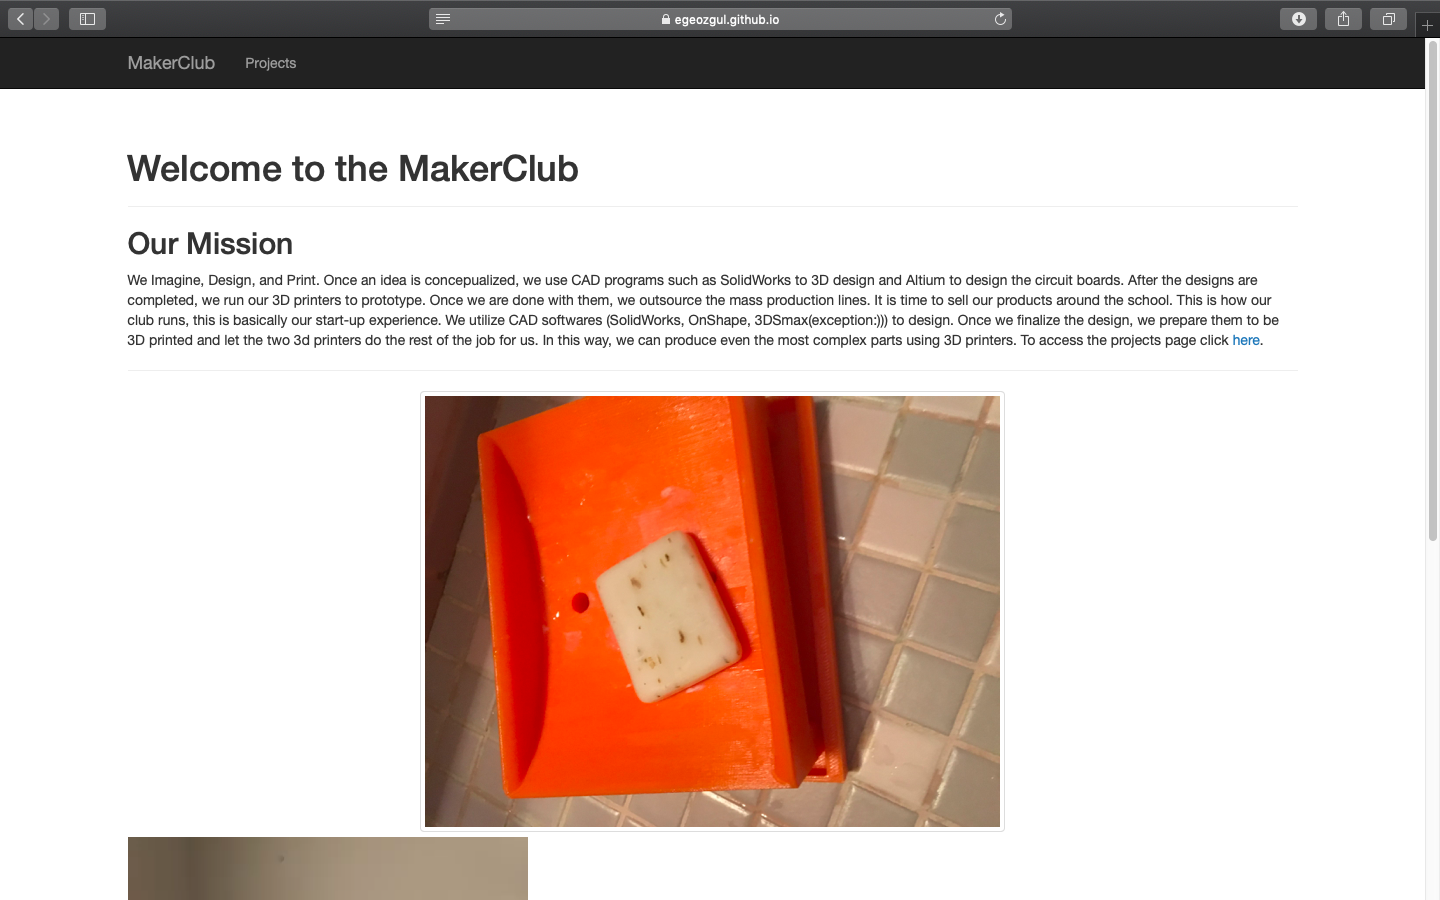 egeozgul.github.io
MakerClub Projects
Welcome to the MakerClub
Our Mission
We Imagine, Design, and Print. Once an idea is concepualized, we use CAD programs such as SolidWorks to 3D design and Altium to design the circuit boards. After the designs are
completed, we run our 3D printers to prototype. Once we are done with them, we outsource the mass production lines. It is time to sell our products around the school. This is how our
club runs, this is basically our start-up experience. We utilize CAD softwares (SolidWorks, OnShape, 3DSmax(exception:))) to design. Once we finalize the design, we prepare them to be
3D printed and let the two 3d printers do the rest of the job for us. In this way, we can produce even the most complex parts using 3D printers. To access the projects page click here.